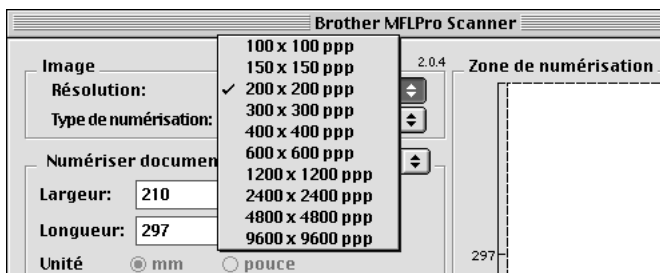 Brother MFLPro Scanner
Image
2.0.4
Résolution:
Type de numérisation:
100 x 100 ppp
150 x 150 ppp
✓ 200 x 200 ppp
300 x 300 ppp
400 x 400 ppp
600 x 600 ppp
1200 x 1200 ppp
2400 x 2400 ppp
4800 x 4800 ppp
9600 x 9600 ppp
Numériser documen
Largeur: 210
Longueur: 297
Unité mm pouce
Zone de numérisation
297